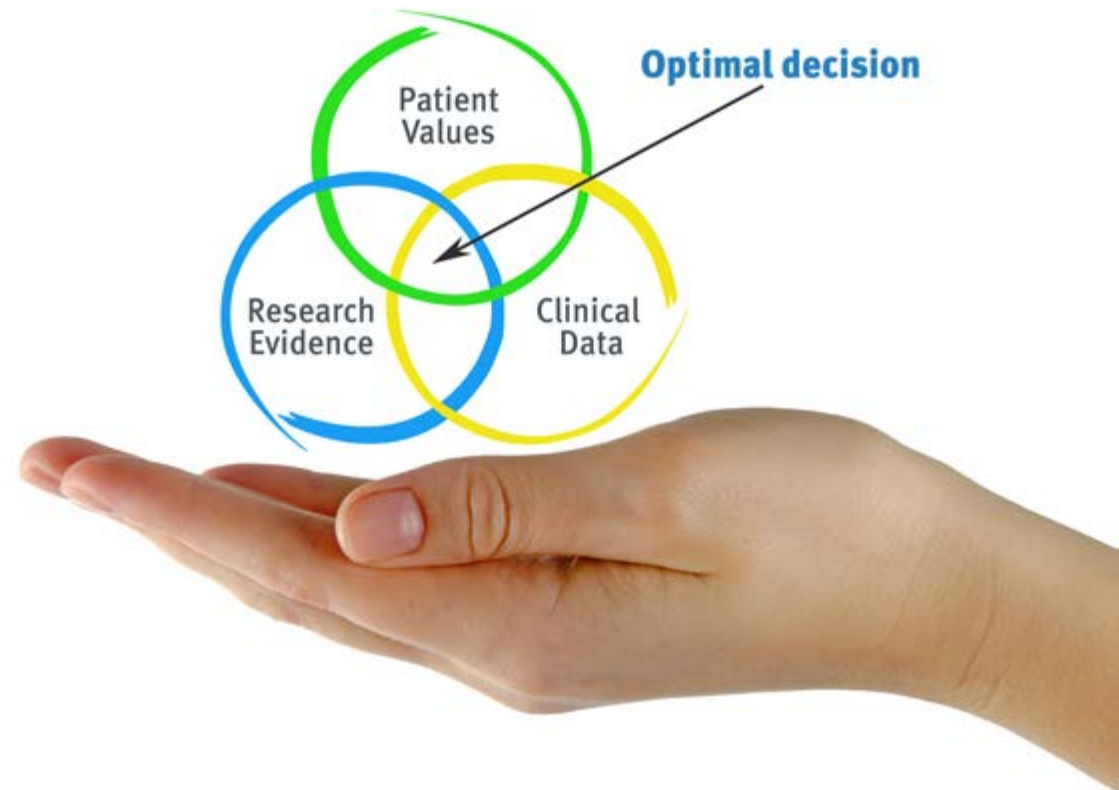 Optimal decision
Patient
Values
Research
Evidence
Clinical
Data